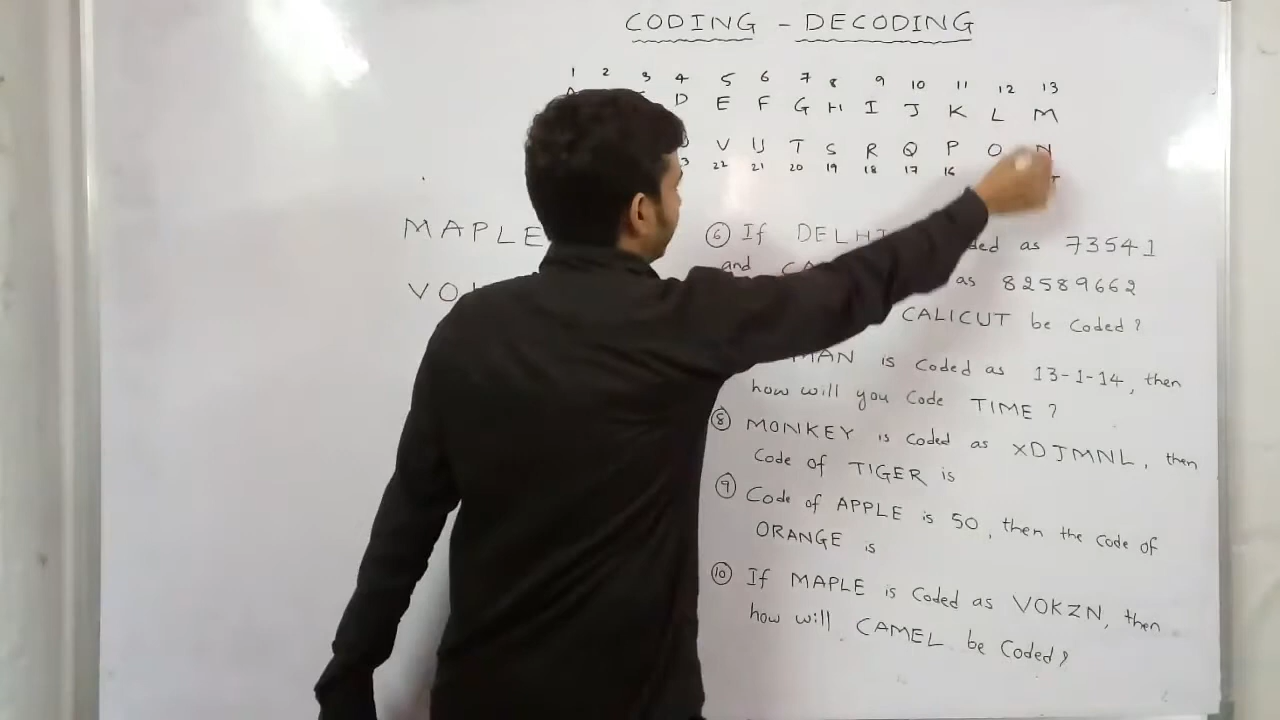 CODING - DECODING
1 2 3 4 5 6 7 8 9 10 11 12 13
D E F G H I J K L M
V U T S R Q P O N
22 21 20 19 18 17 16
MAPLE
⑥ If DELHI as 73541
and as 82589662
CALICUT be Coded?
MAN is Coded as 13-1-14, then
how will you Code TIME?
⑧ MONKEY is Coded as XDJMNL, then
Code of TIGER is
⑨ Code of APPLE is 50, then the Code of
ORANGE is
⑩ If MAPLE is Coded as VOKZN, then
how will CAMEL be Coded?